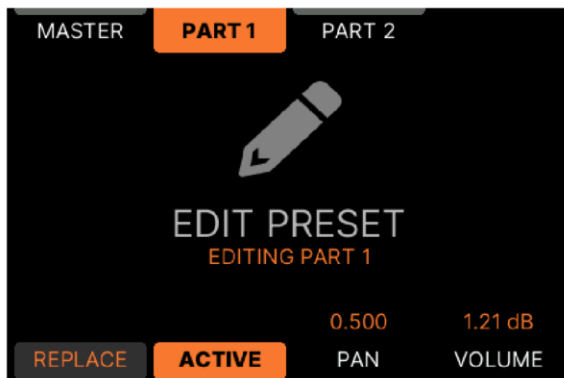 MASTER PART 1 PART 2
EDIT PRESET
EDITING PART 1
0.500 1.21 dB
REPLACE ACTIVE PAN VOLUME